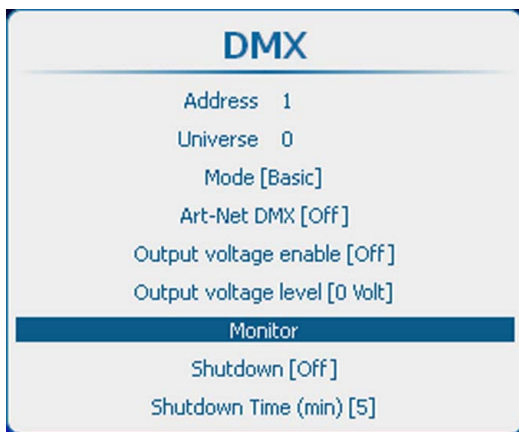 DMX
Address 1
Universe 0
Mode [Basic]
Art-Net DMX [Off]
Output voltage enable [Off]
Output voltage level [0 Volt]
Monitor
Shutdown [Off]
Shutdown Time (min) [5]